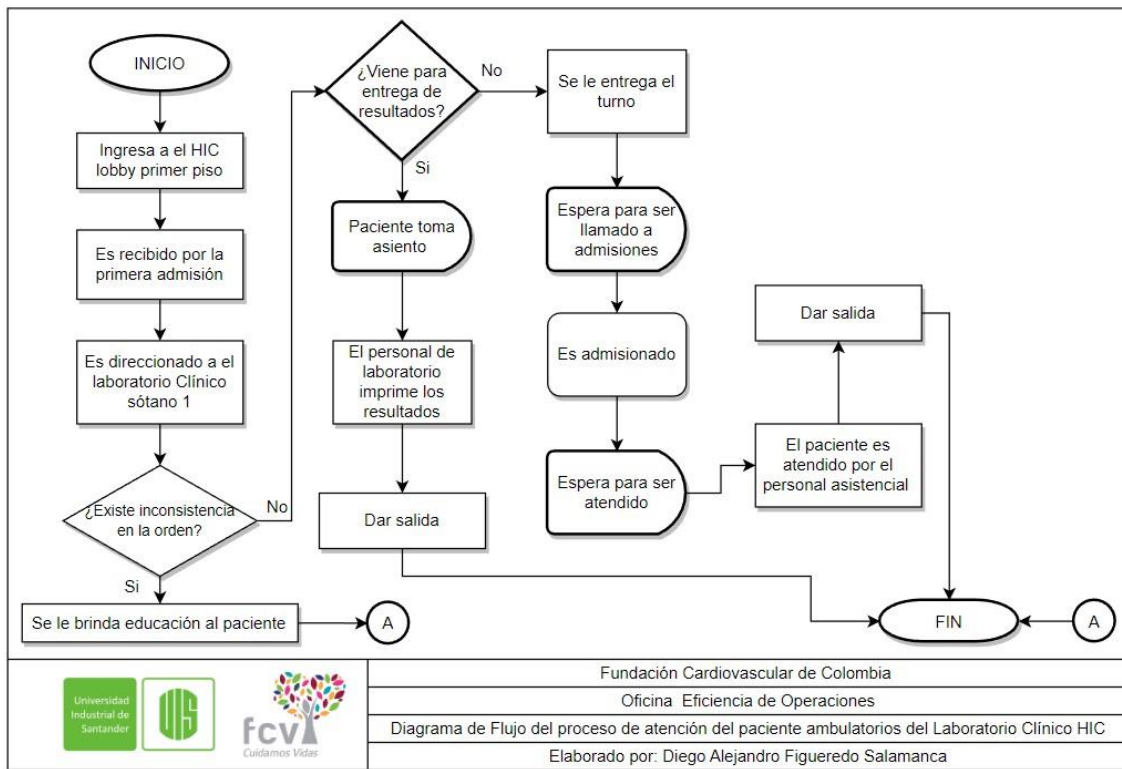 INICIO
Ingresa a el HIC
lobby primer piso
Es recibido por la
primera admisión
Es direccionado a el
laboratorio Clínico
sótano 1
¿Existe inconsistencia
en la orden?
No
Si
Se le brinda educación al paciente
A
¿Viene para
entrega de
resultados?
No
Si
Paciente toma
asiento
El personal de
laboratorio
imprime los
resultados
Dar salida
Se le entrega el
turno
Espera para ser
llamado a
admisiones
Es admisionado
Espera para ser
atendido
El paciente es
atendido por el
personal asistencial
Dar salida
FIN
A
Universidad
Industrial de
Santander
UIS
fcv
Cuidamos Vidas
Fundación Cardiovascular de Colombia
Oficina Eficiencia de Operaciones
Diagrama de Flujo del proceso de atención del paciente ambulatorios del Laboratorio Clínico HIC
Elaborado por: Diego Alejandro Figueredo Salamanca